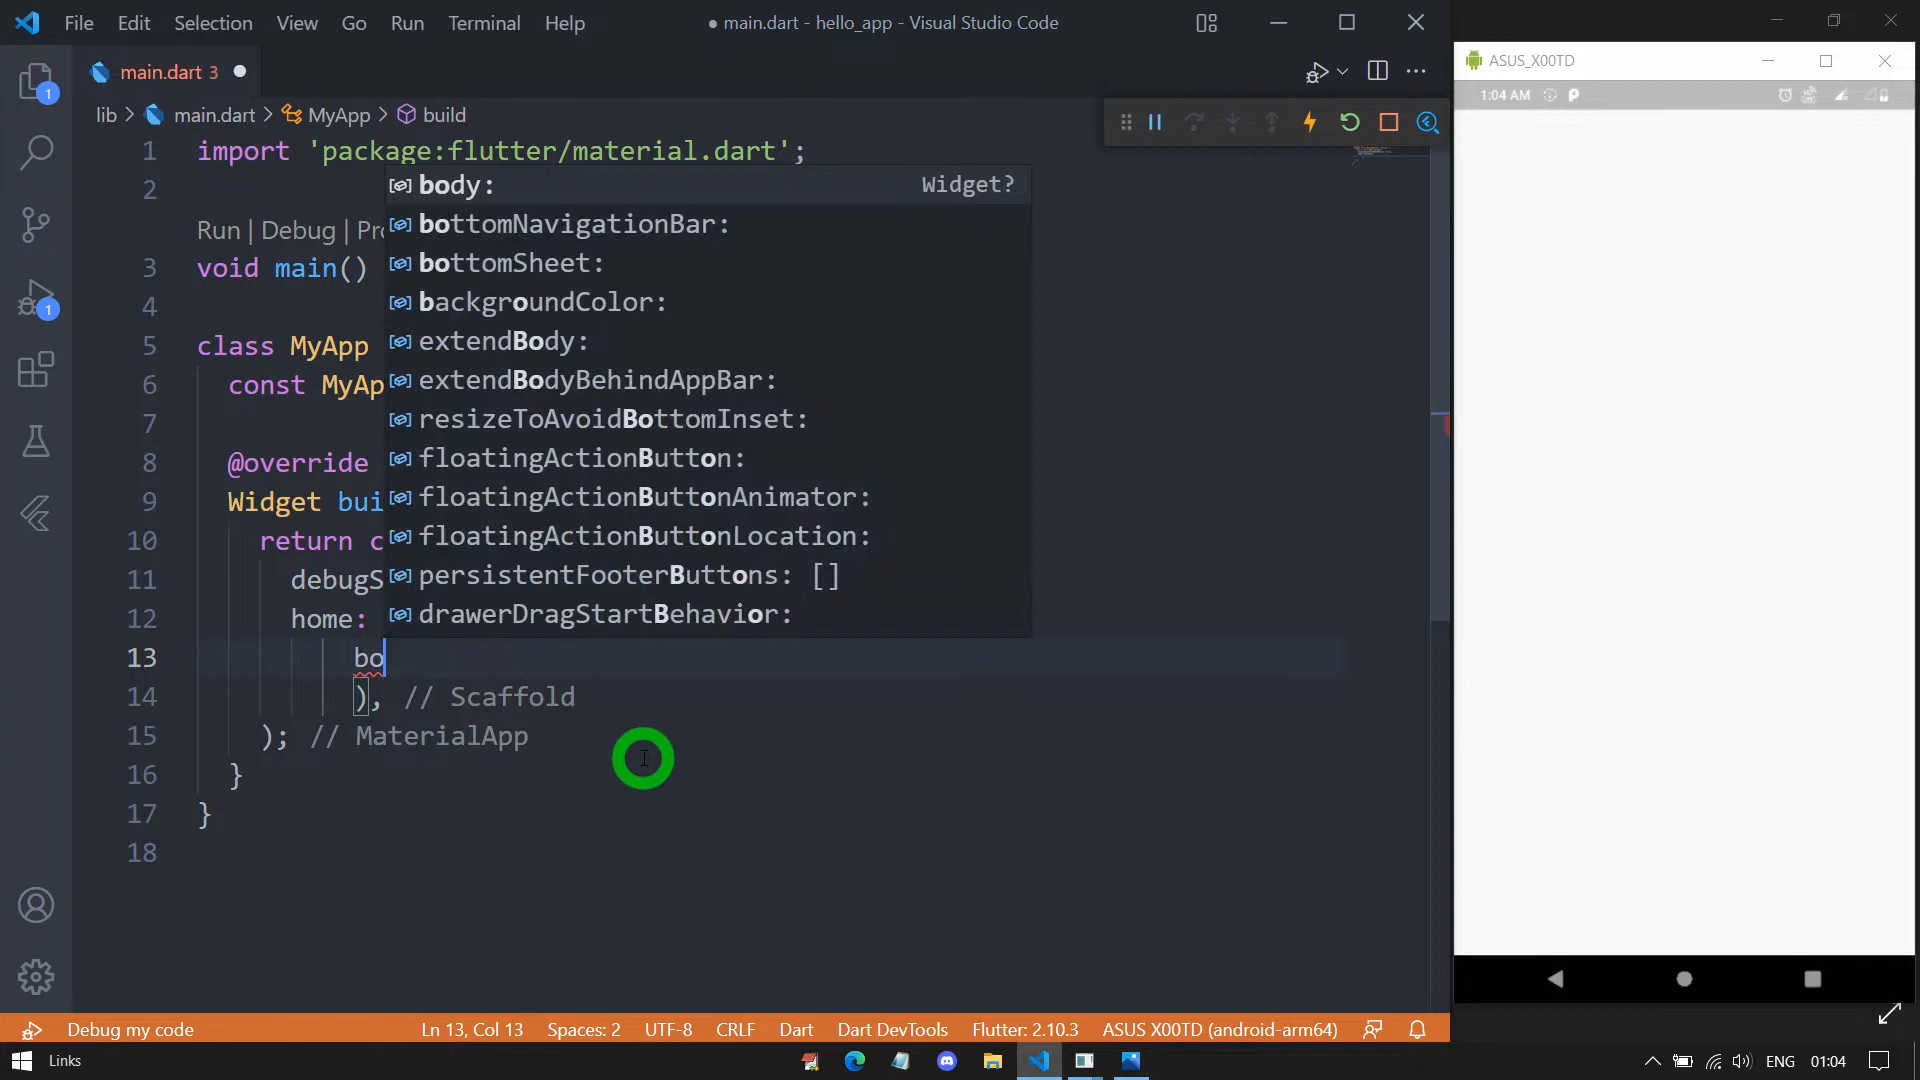 File Edit Selection View Go Run Terminal Help
● main.dart - hello_app - Visual Studio Code
main.dart 3 ●
lib > main.dart > MyApp > build
1 import 'package:flutter/material.dart';
2
Run | Debug | Pro
3 void main()
4
5 class MyApp
6 const MyAp
7
8 @override
9 Widget bui
10 return c
11 debugS
12 home:
body: Widget?
bottomNavigationBar:
bottomSheet:
backgroundColor:
extendBody:
extendBodyBehindAppBar:
resizeToAvoidBottomInset:
floatingActionButton:
floatingActionButtonAnimator:
floatingActionButtonLocation:
persistentFooterButtons: []
drawerDragStartBehavior:
13 bo
14 ), // Scaffold
15 ); // MaterialApp
16 }
17 }
18
1
1
Debug my code
Ln 13, Col 13 Spaces: 2 UTF-8 CRLF Dart Dart DevTools Flutter: 2.10.3 ASUS X00TD (android-arm64)
ASUS_X00TD
1:04 AM
Links
ENG 01:04